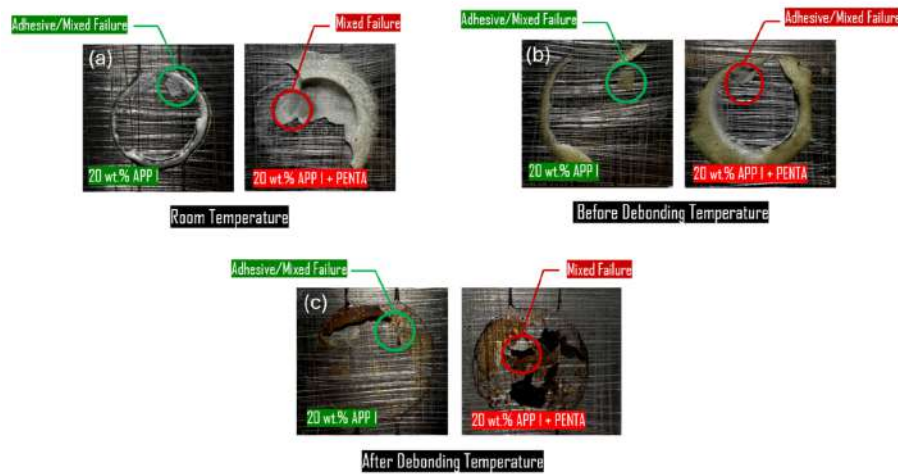 Adhesive/Mixed Failure
Mixed Failure
(a)
20 wt.% APP I
20 wt.% APP I + PENTA
Room Temperature
Adhesive/Mixed Failure
Adhesive/Mixed Failure
(b)
20 wt.% APP I
20 wt.% APP I + PENTA
Before Debonding Temperature
Adhesive/Mixed Failure
Mixed Failure
(c)
20 wt.% APP I
20 wt.% APP I + PENTA
After Debonding Temperature